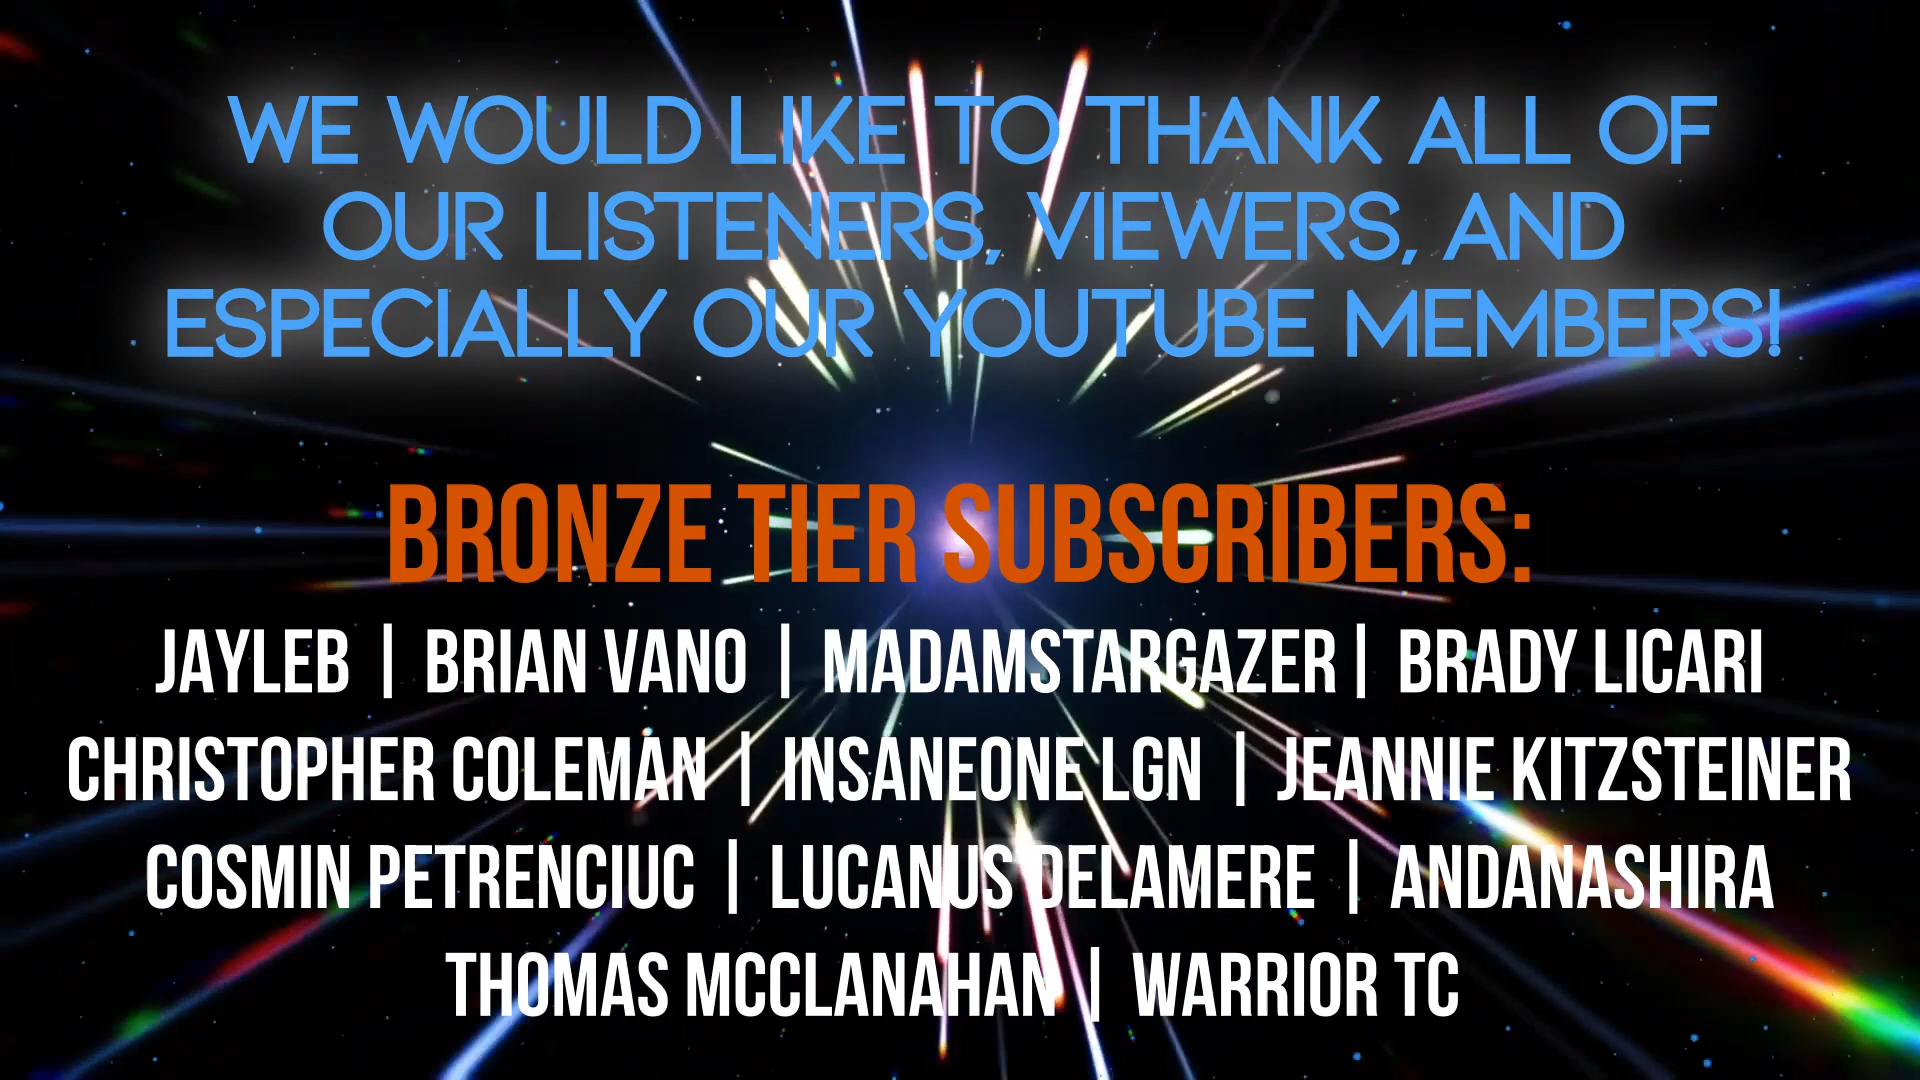 WE WOULD LIKE TO THANK ALL OF
OUR LISTENERS, VIEWERS, AND
ESPECIALLY OUR YOUTUBE MEMBERS!
BRONZE TIER SUBSCRIBERS:
JAYLEB | BRIAN VANO | MADAMSTARGAZER | BRADY LICARI
CHRISTOPHER COLEMAN | INSANEONE LGN | JEANNIE KITZSTEINER
COSMIN PETRENCIUC | LUCANUS DELAMERE | ANDANASHIRA
THOMAS MCCLANAHAN | WARRIOR TC